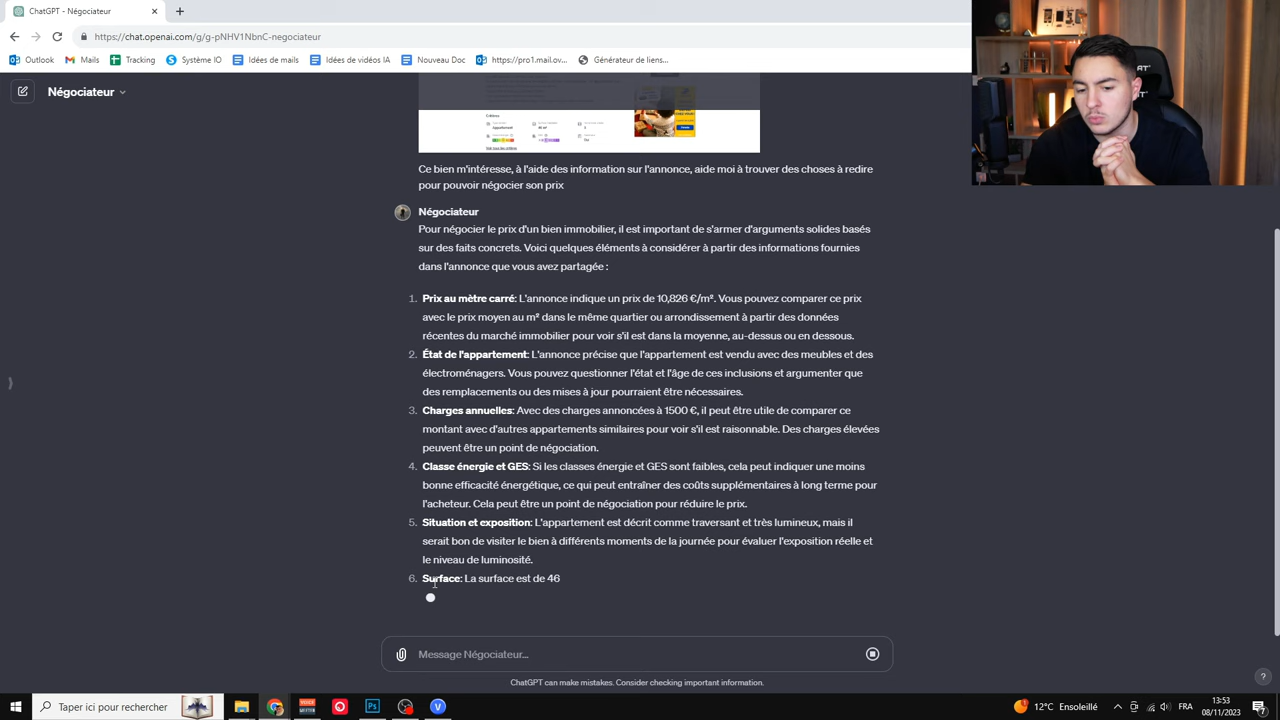 ChatGPT - Négociateur
https://chat.openai.com/g/g-pNHV1NbnC-negociateur
Outlook Mails Tracking Système IO Idées de mails Idées de vidéos IA Nouveau Doc https://pro1.mail.ov... Générateur de liens...
Négociateur
Critères
Appartement
Voir tous les critères
Ce bien m'intéresse, à l'aide des information sur l'annonce, aide moi à trouver des choses à redire
pour pouvoir négocier son prix
Négociateur
Pour négocier le prix d'un bien immobilier, il est important de s'armer d'arguments solides basés
sur des faits concrets. Voici quelques éléments à considérer à partir des informations fournies
dans l'annonce que vous avez partagée :
1. Prix au mètre carré: L'annonce indique un prix de 10,826 €/m². Vous pouvez comparer ce prix
avec le prix moyen au m² dans le même quartier ou arrondissement à partir des données
récentes du marché immobilier pour voir s'il est dans la moyenne, au-dessus ou en dessous.
2. État de l'appartement: L'annonce précise que l'appartement est vendu avec des meubles et des
électroménagers. Vous pouvez questionner l'état et l'âge de ces inclusions et argumenter que
des remplacements ou des mises à jour pourraient être nécessaires.
3. Charges annuelles: Avec des charges annoncées à 1500 €, il peut être utile de comparer ce
montant avec d'autres appartements similaires pour voir s'il est raisonnable. Des charges élevées
peuvent être un point de négociation.
4. Classe énergie et GES: Si les classes énergie et GES sont faibles, cela peut indiquer une moins
bonne efficacité énergétique, ce qui peut entraîner des coûts supplémentaires à long terme pour
l'acheteur. Cela peut être un point de négociation pour réduire le prix.
5. Situation et exposition: L'appartement est décrit comme traversant et très lumineux, mais il
serait bon de visiter le bien à différents moments de la journée pour évaluer l'exposition réelle et
le niveau de luminosité.
6. Surface: La surface est de 46
Message Négociateur...
ChatGPT can make mistakes. Consider checking important information.
?
Taper ici pour rechercher
12°C Ensoleillé
FRA
13:53
08/11/2023